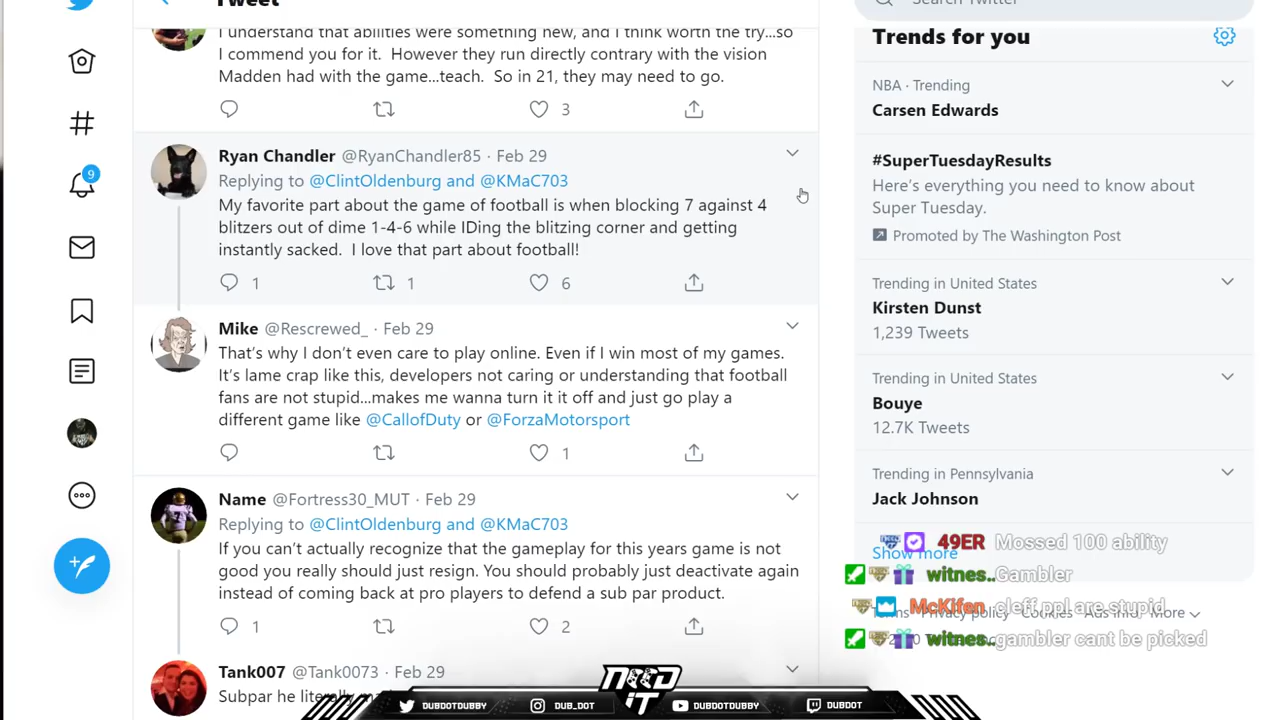 Tweet
Search Twitter
I understand that abilities were something new, and I think worth the try...so
I commend you for it. However they run directly contrary with the vision
Madden had with the game...teach. So in 21, they may need to go.
3
Ryan Chandler @RyanChandler85 · Feb 29
Replying to @ClintOldenburg and @KMaC703
My favorite part about the game of football is when blocking 7 against 4
blitzers out of dime 1-4-6 while IDing the blitzing corner and getting
instantly sacked. I love that part about football!
1 1 6
Mike @Rescrewed_ · Feb 29
That's why I don't even care to play online. Even if I win most of my games.
It's lame crap like this, developers not caring or understanding that football
fans are not stupid...makes me wanna turn it it off and just go play a
different game like @CallofDuty or @ForzaMotorsport
1
Name @Fortress30_MUT · Feb 29
Replying to @ClintOldenburg and @KMaC703
If you can't actually recognize that the gameplay for this years game is not
good you really should just resign. You should probably just deactivate again
instead of coming back at pro players to defend a sub par product.
1 2
Tank007 @Tank0073 · Feb 29
Subpar he
9
Trends for you
NBA · Trending
Carsen Edwards
#SuperTuesdayResults
Here's everything you need to know about
Super Tuesday.
Promoted by The Washington Post
Trending in United States
Kirsten Dunst
1,239 Tweets
Trending in United States
Bouye
12.7K Tweets
Trending in Pennsylvania
Jack Johnson
Show more
Terms Privacy policy Cookies Ads info More
49ER Mossed 100 ability
witnes.. Gambler
McKifen cleff ppl are stupid
witnes.. gambler cant be picked
NEED IT
DUBDOTDUBBY DUB_DOT DUBDOTDUBBY DUBDOT